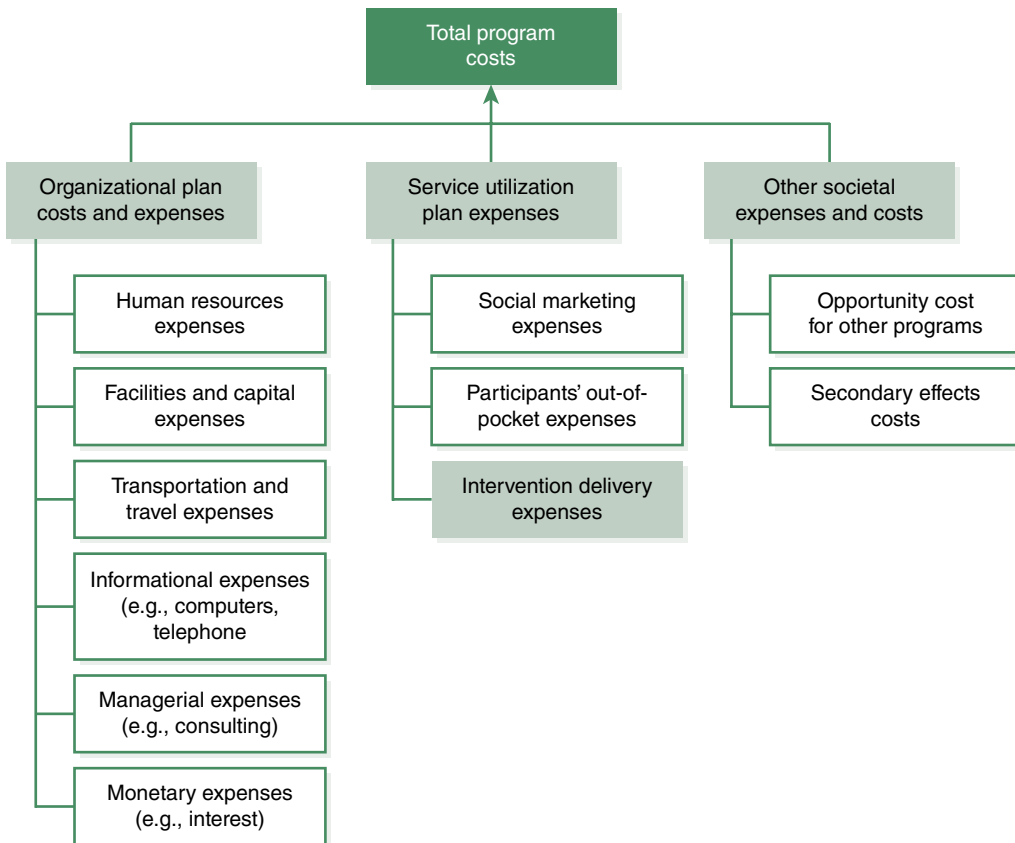 Total program
costs
Organizational plan
costs and expenses
Service utilization
plan expenses
Other societal
expenses and costs
Human resources
expenses
Facilities and capital
expenses
Transportation and
travel expenses
Informational expenses
(e.g., computers,
telephone
Managerial expenses
(e.g., consulting)
Monetary expenses
(e.g., interest)
Social marketing
expenses
Participants’ out-of-
pocket expenses
Intervention delivery
expenses
Opportunity cost
for other programs
Secondary effects
costs